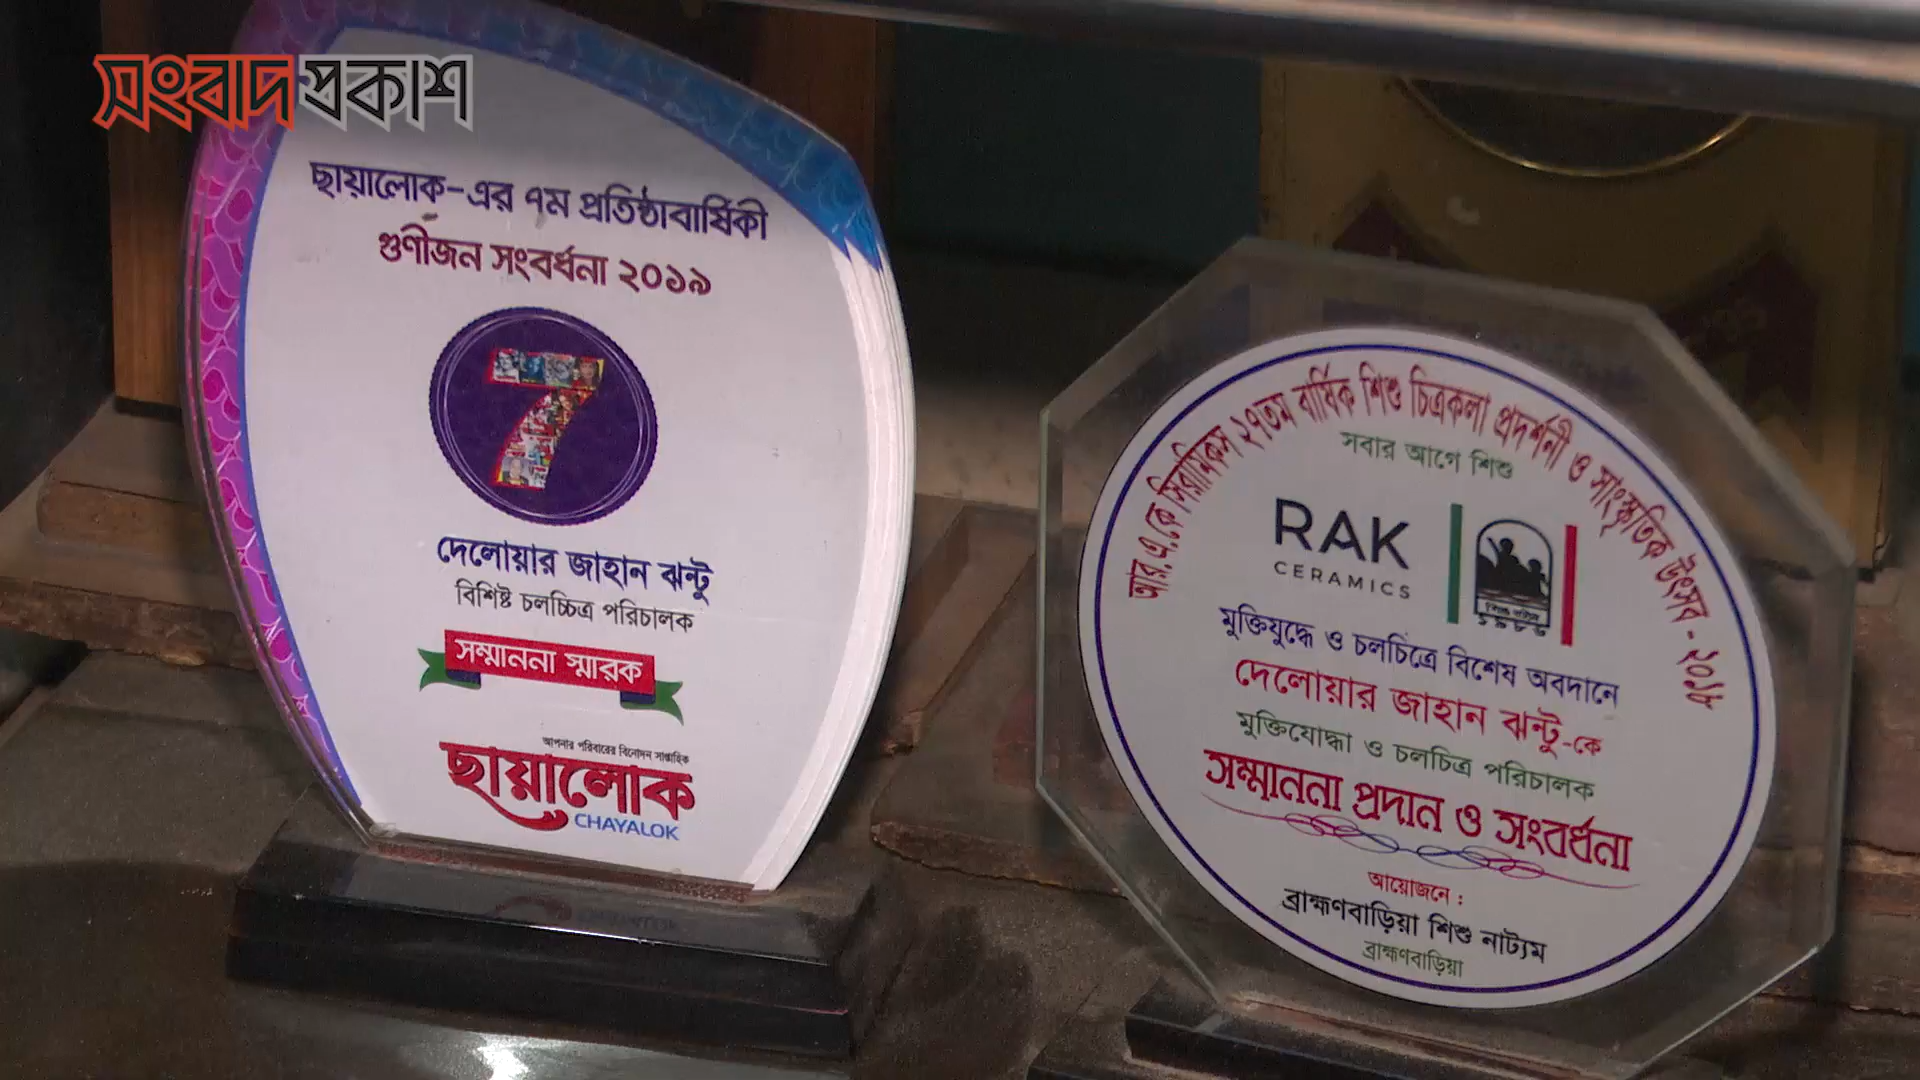 সংবাদ প্রকাশ
ছায়ালোক-এর ৭ম প্রতিষ্ঠাবার্ষিকী
গুণীজন সংবর্ধনা ২০১৯
7
দেলোয়ার জাহান ঝন্টু
বিশিষ্ট চলচ্চিত্র পরিচালক
সম্মাননা স্মারক
আপনার পরিবারের বিনোদন সাপ্তাহিক
ছায়ালোক
CHAYALOK
আর.এ.কে সিরামিকস ২৭তম বার্ষিক শিশু চিত্রকলা প্রদর্শনী ও সাংস্কৃতিক উৎসব - ২০১৮
সবার আগে শিশু
RAK
CERAMICS
মুক্তিযুদ্ধে ও চলচিত্রে বিশেষ অবদানে
দেলোয়ার জাহান ঝন্টু-কে
মুক্তিযোদ্ধা ও চলচিত্র পরিচালক
সম্মাননা প্রদান ও সংবর্ধনা
আয়োজনে :
ব্রাহ্মণবাড়িয়া শিশু নাট্যম
ব্রাহ্মণবাড়িয়া